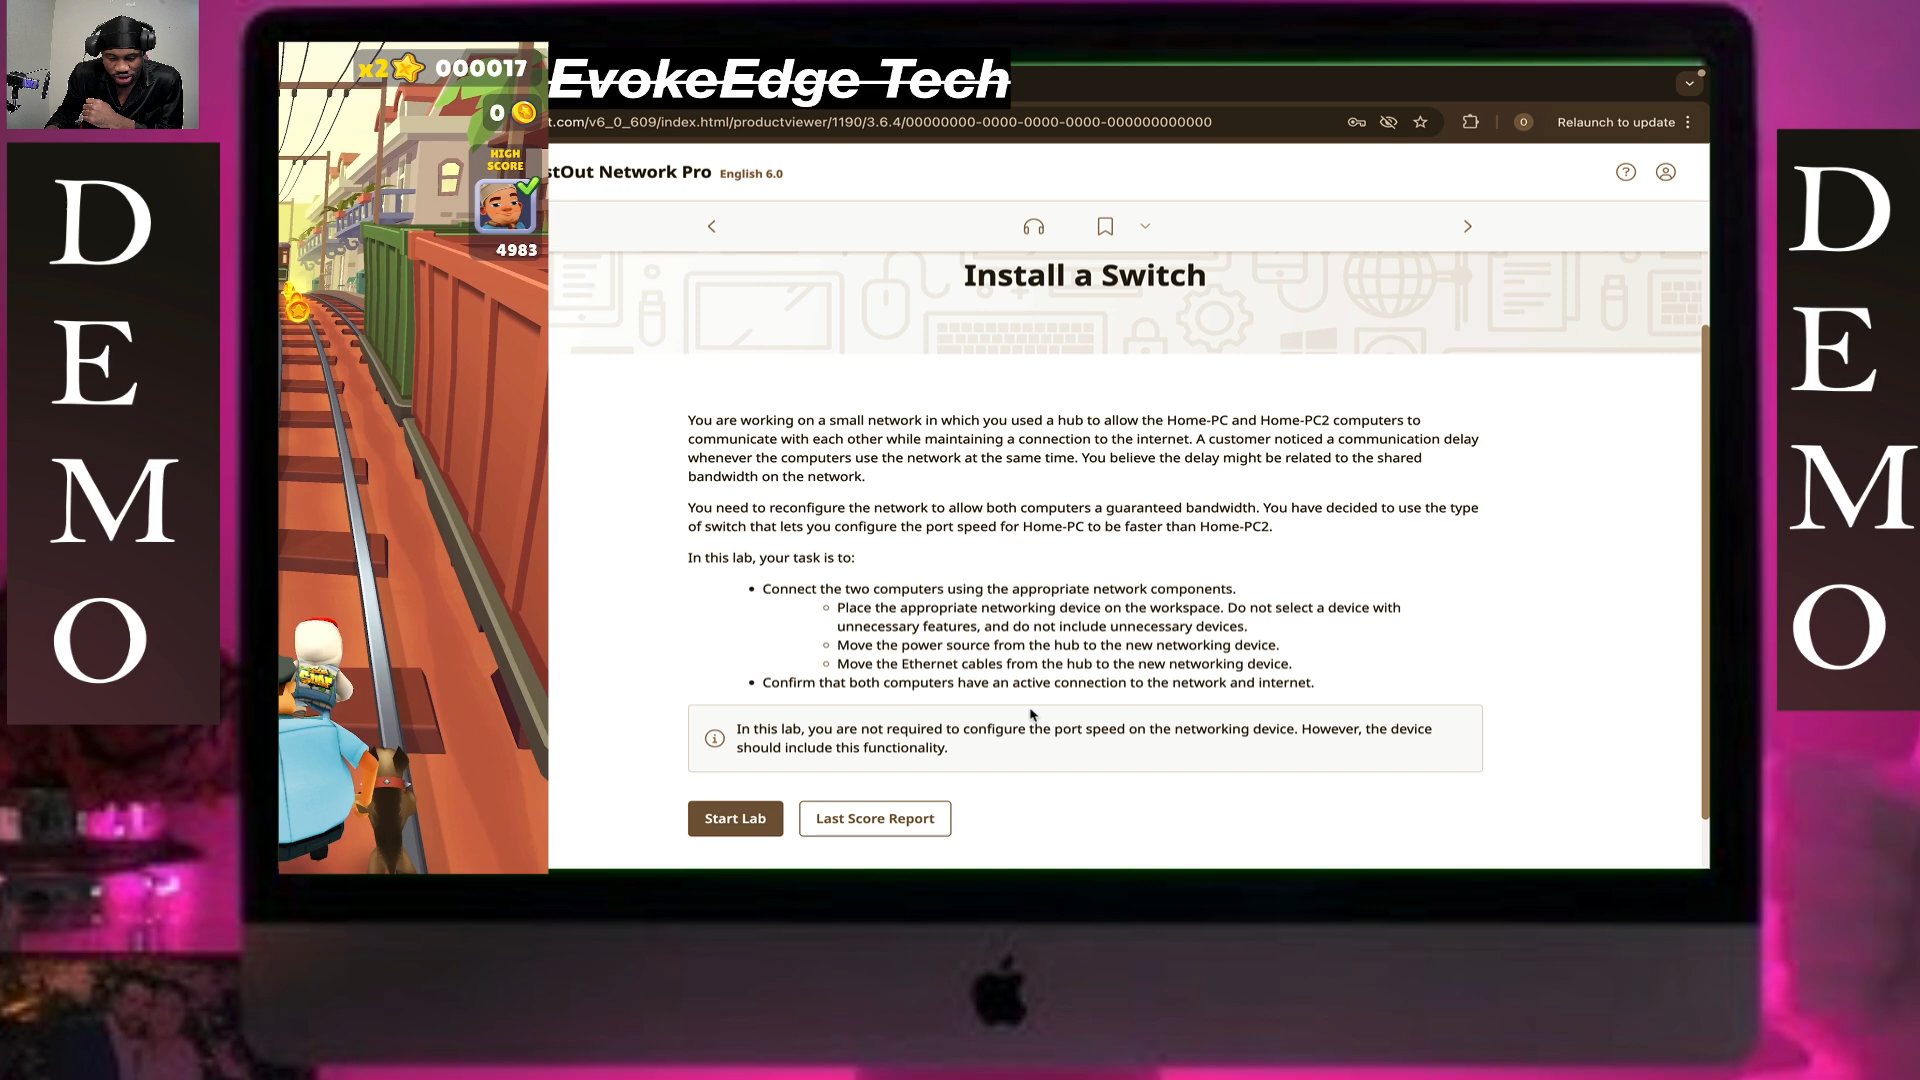 x2 000017
0
HIGH
SCORE
4983
EvokeEdge Tech
t.com/v6_0_609/index.html/productviewer/1190/3.6.4/00000000-0000-0000-0000-000000000000
0
Relaunch to update
stOut Network Pro English 6.0
Install a Switch
You are working on a small network in which you used a hub to allow the Home-PC and Home-PC2 computers to
communicate with each other while maintaining a connection to the internet. A customer noticed a communication delay
whenever the computers use the network at the same time. You believe the delay might be related to the shared
bandwidth on the network.
You need to reconfigure the network to allow both computers a guaranteed bandwidth. You have decided to use the type
of switch that lets you configure the port speed for Home-PC to be faster than Home-PC2.
In this lab, your task is to:
• Connect the two computers using the appropriate network components.
○ Place the appropriate networking device on the workspace. Do not select a device with
unnecessary features, and do not include unnecessary devices.
○ Move the power source from the hub to the new networking device.
○ Move the Ethernet cables from the hub to the new networking device.
• Confirm that both computers have an active connection to the network and internet.
In this lab, you are not required to configure the port speed on the networking device. However, the device
should include this functionality.
Start Lab
Last Score Report
D
E
M
O
D
E
M
O